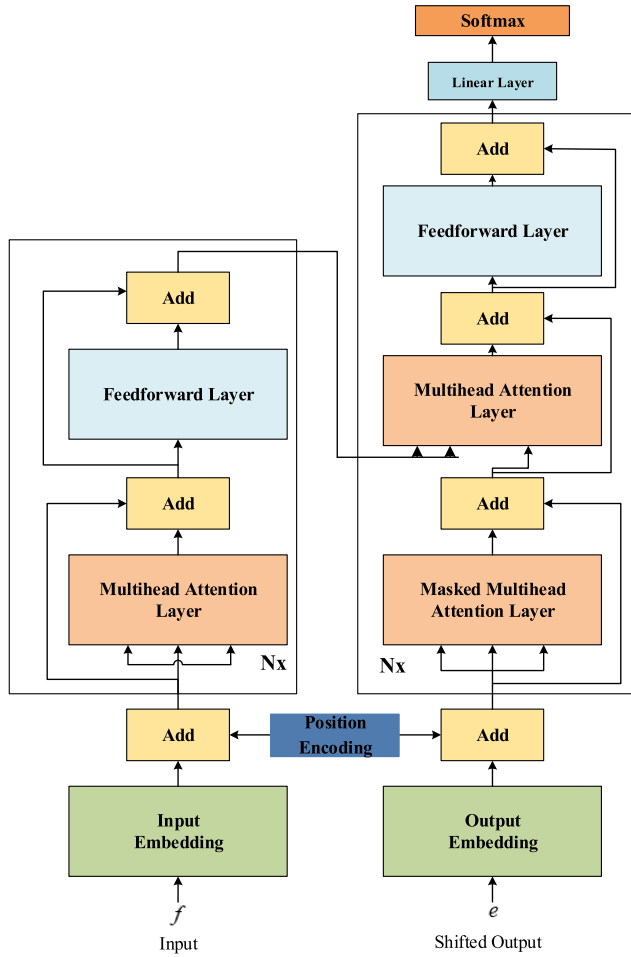 Softmax
Linear Layer
Add
Feedforward Layer
Add
Multihead Attention
Layer
Add
Masked Multihead
Attention Layer
Nx
Add
Feedforward Layer
Add
Multihead Attention
Layer
Nx
Add
Position
Encoding
Add
Input
Embedding
Output
Embedding
f
e
Input
Shifted Output